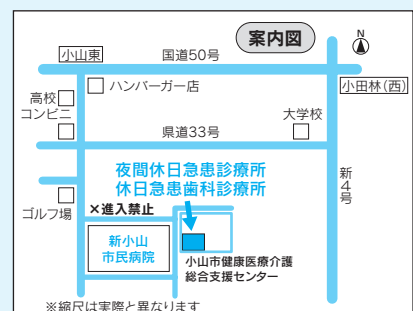 案内図
N
小山東
国道50号
ハンバーガー店
小田林(西)
高校
コンビニ
大学校
県道33号
夜間休日急患診療所
休日急患歯科診療所
新4号
ゴルフ場
×進入禁止
新小山
市民病院
小山市健康医療介護
総合支援センター
※縮尺は実際と異なります